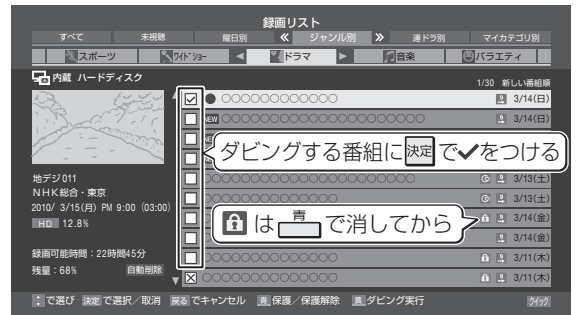 録画リスト
すべて 未視聴 曜日別 ≪ ジャンル別 ≫ 連ドラ別 マイカテゴリ別
スポーツ ワイドショー ◀ ドラマ ▶ 音楽 バラエティ
内蔵 ハードディスク
1/30 新しい番組順
●○○○○○○○○○○○○ 3/14(日)
NEW ○○○○○○○○○○○○○○○○○○○○○ 3/14(日)
ダビングする番組に決定で✓をつける
地デジ011
NHK総合・東京
2010/ 3/15(月) PM 9:00 (03:00)
HD 12.8%
3/13(土)
3/13(土)
は青で消してから
3/14(金)
3/14(金)
録画可能時間：22時間45分
残量：68% 自動削除
3/11(木)
3/11(木)
で選び 決定 で選択／取消 戻る でキャンセル 青 保護／保護解除 黄 ダビング実行 クイック